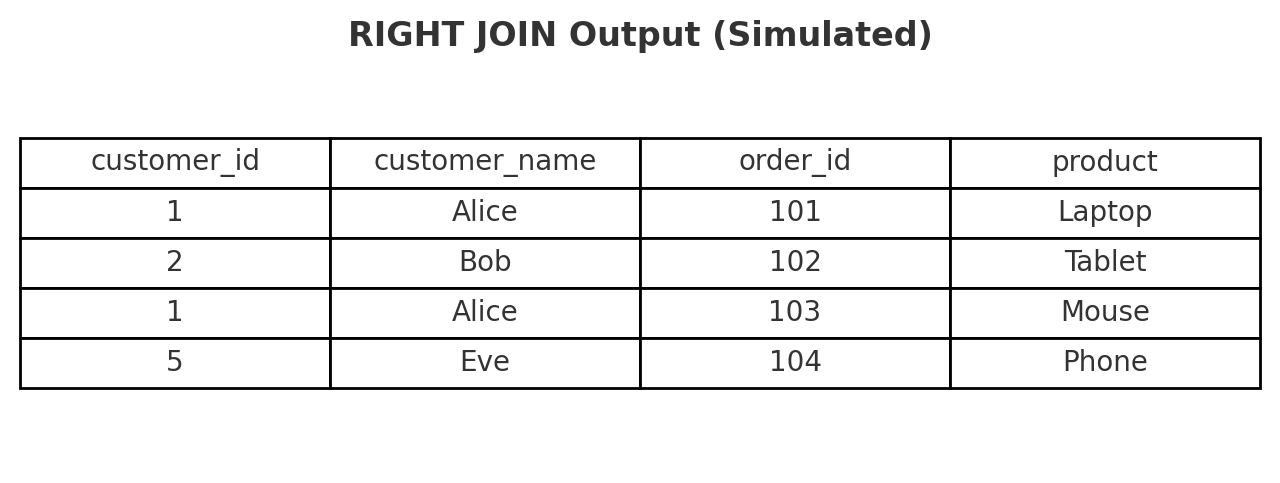 RIGHT JOIN Output (Simulated)
customer_id customer_name order_id product
1 Alice 101 Laptop
2 Bob 102 Tablet
1 Alice 103 Mouse
5 Eve 104 Phone